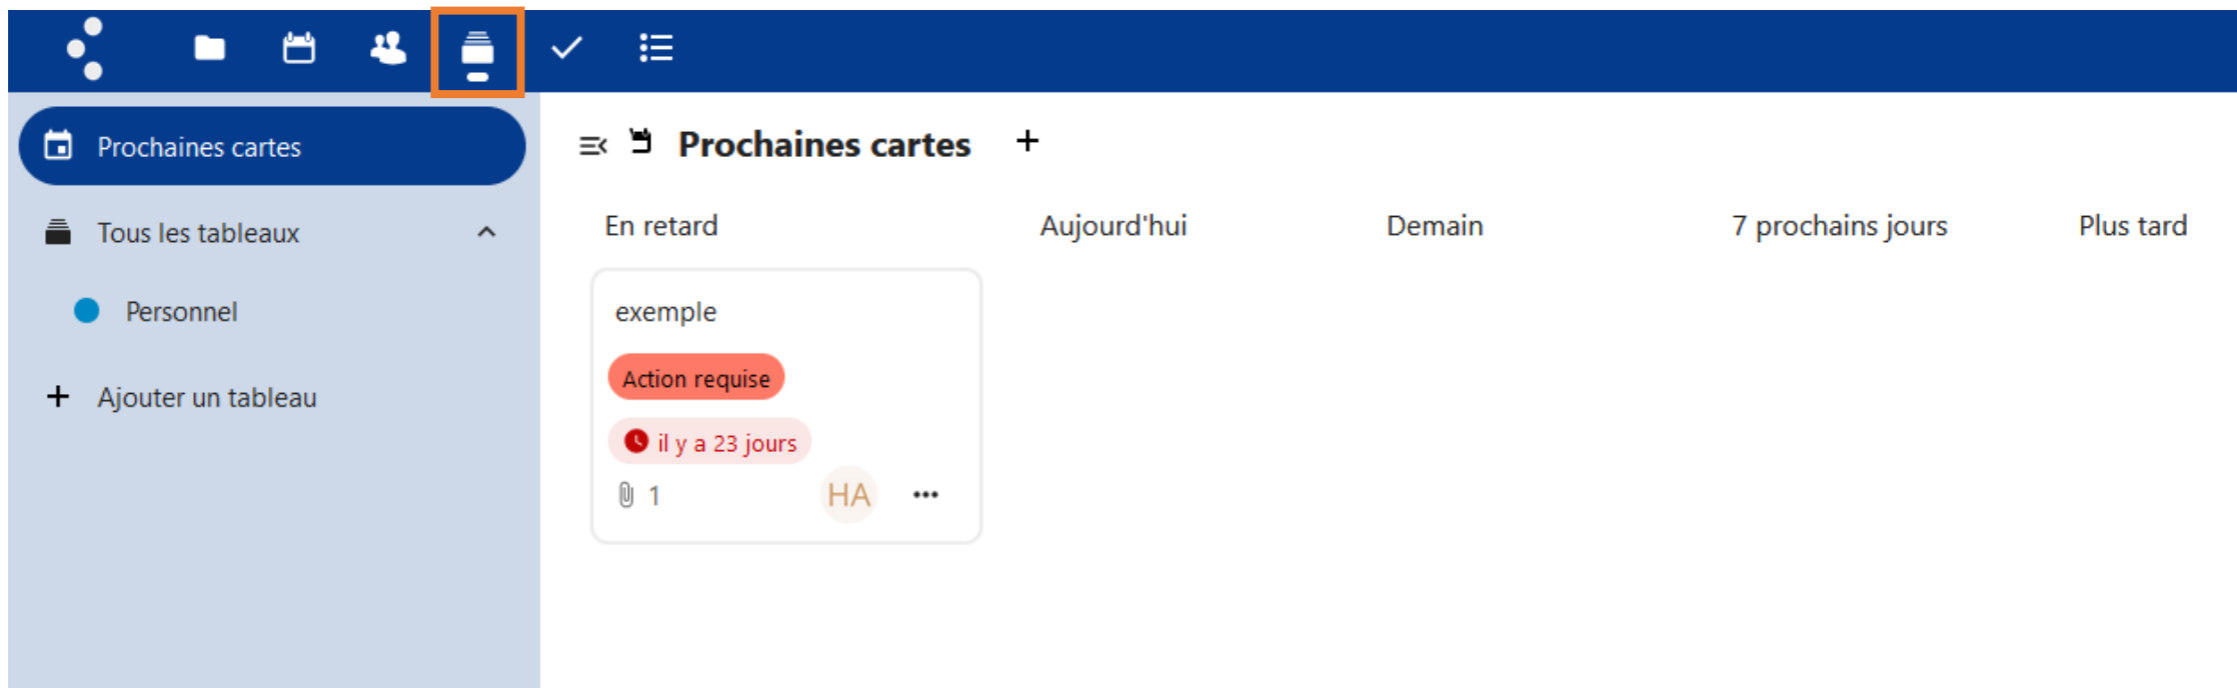 Prochaines cartes
Tous les tableaux
Personnel
Ajouter un tableau
Prochaines cartes
En retard
Aujourd'hui
Demain
7 prochains jours
Plus tard
exemple
Action requise
il y a 23 jours
1
HA